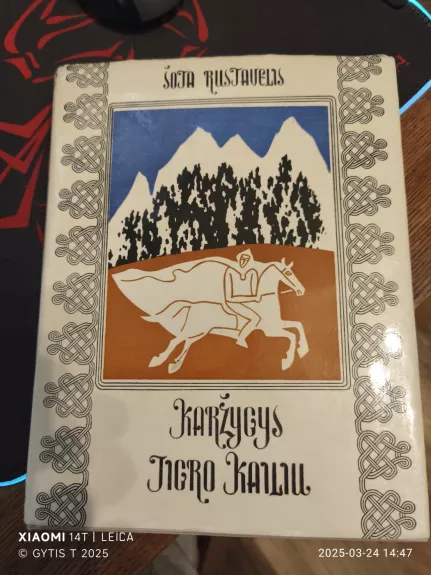 ŠOTA RUSTAVELIS
KARŽYGYS
TIGRO KAILIU
XIAOMI 14T | LEICA
© GYTIS T 2025
2025-03-24 14:47